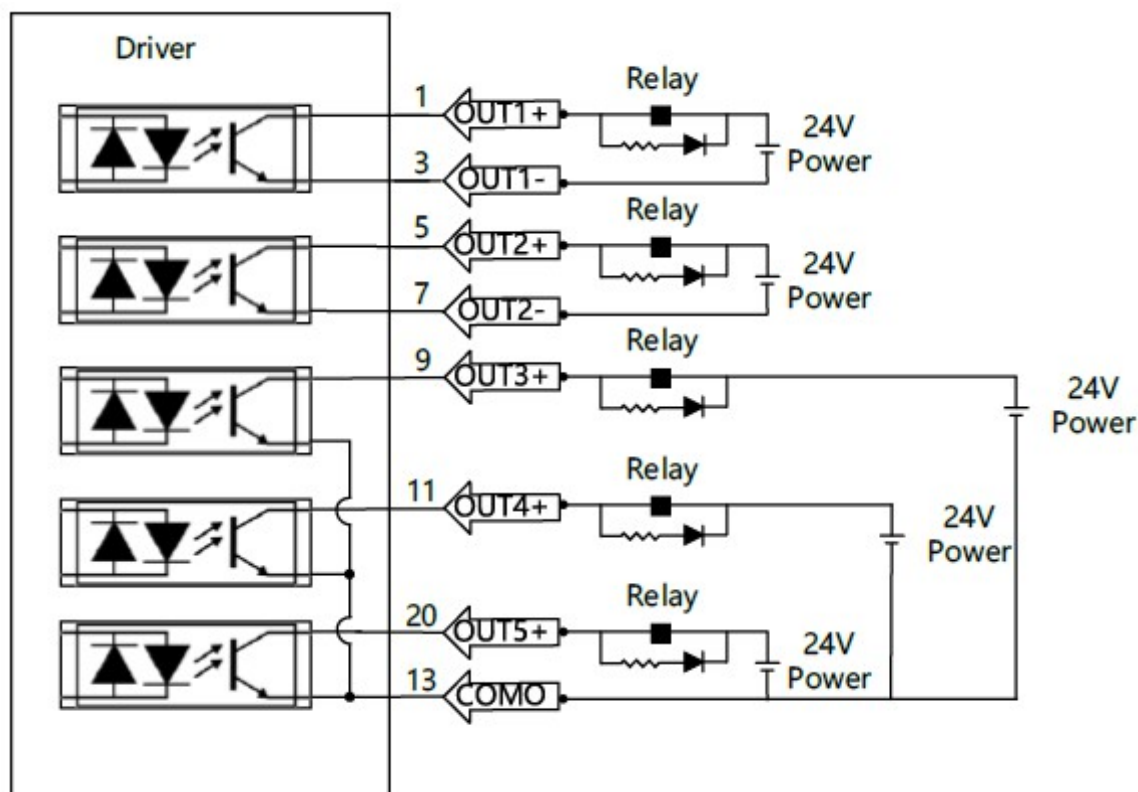 Driver
Relay
1
OUT1+
24V
Power
3
OUT1-
Relay
5
OUT2+
24V
Power
7
OUT2-
Relay
9
OUT3+
24V
Power
Relay
11
OUT4+
24V
Power
Relay
20
OUT5+
24V
Power
13
COMO